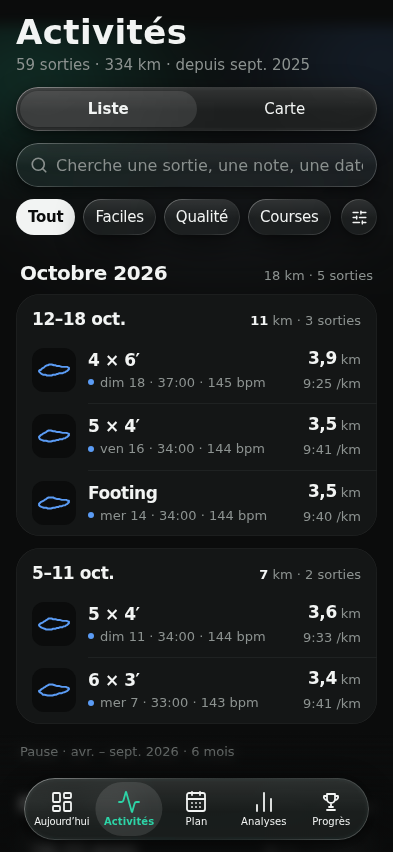 Activités
59 sorties · 334 km · depuis sept. 2025
Liste
Carte
Cherche une sortie, une note, une date
Tout
Faciles
Qualité
Courses
Octobre 2026
18 km · 5 sorties
12–18 oct.
11 km · 3 sorties
4 × 6′
3,9 km
dim 18 · 37:00 · 145 bpm
9:25 /km
5 × 4′
3,5 km
ven 16 · 34:00 · 144 bpm
9:41 /km
Footing
3,5 km
mer 14 · 34:00 · 144 bpm
9:40 /km
5–11 oct.
7 km · 2 sorties
5 × 4′
3,6 km
dim 11 · 34:00 · 144 bpm
9:33 /km
6 × 3′
3,4 km
mer 7 · 33:00 · 143 bpm
9:41 /km
Pause · avr. – sept. 2026 · 6 mois
Aujourd’hui
Activités
Plan
Analyses
Progrès